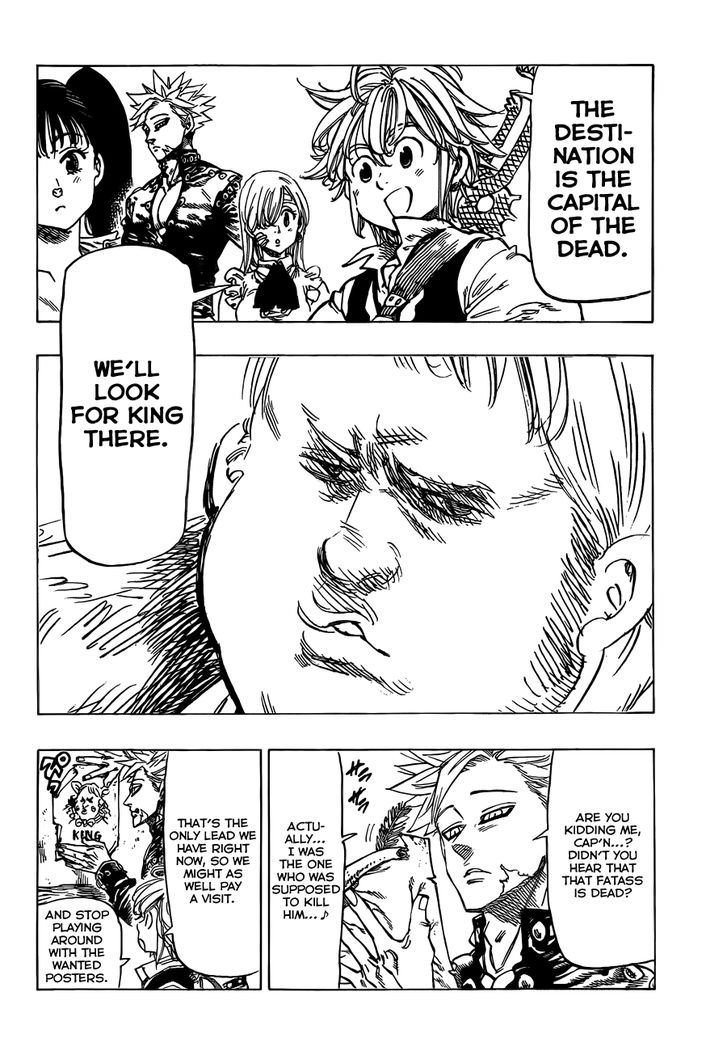 THE
DESTI-
NATION
IS THE
CAPITAL
OF THE
DEAD.
WE'LL
LOOK
FOR KING
THERE.
ARE YOU
KIDDING ME,
CAP'N...?
DIDN'T YOU
HEAR THAT
THAT FATASS
IS DEAD?
ACTU-
ALLY...
I WAS
THE ONE
WHO WAS
SUPPOSED
TO KILL
HIM...♪
THAT'S THE
ONLY LEAD WE
HAVE RIGHT
NOW, SO WE
MIGHT AS
WELL PAY
A VISIT.
KING
AND STOP
PLAYING
AROUND
WITH THE
WANTED
POSTERS.